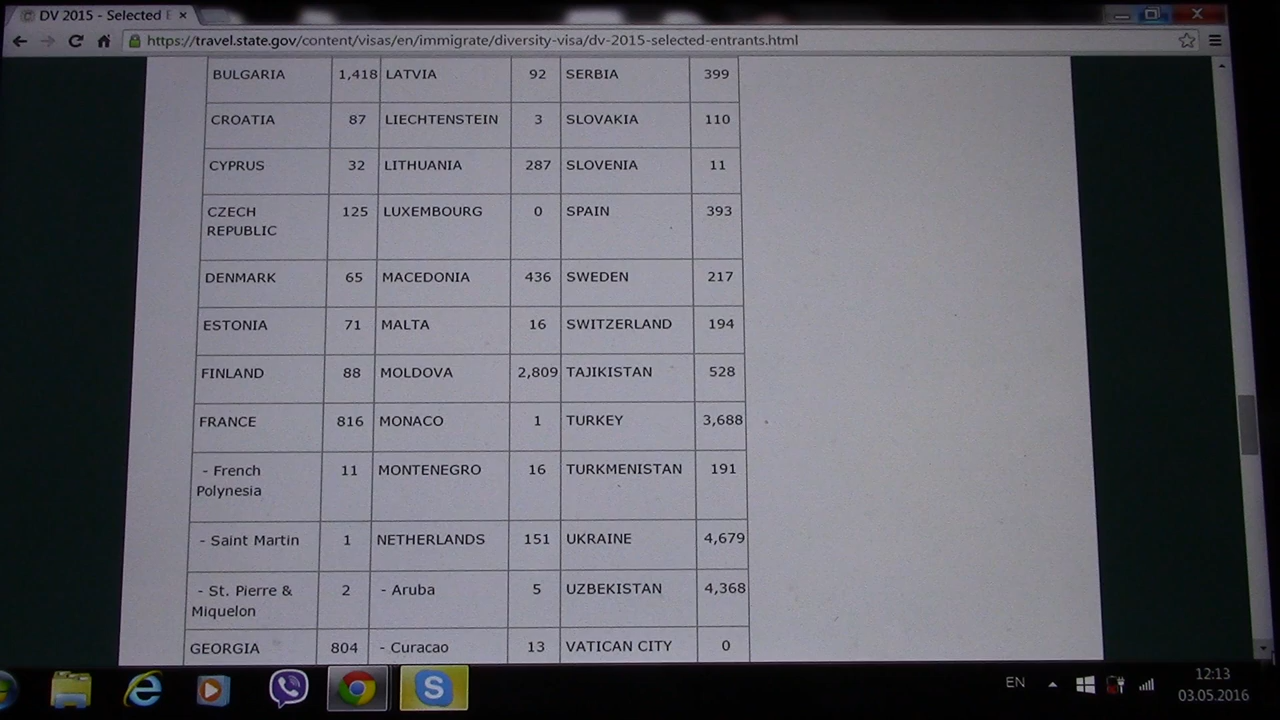 DV 2015 - Selected E
https://travel.state.gov/content/visas/en/immigrate/diversity-visa/dv-2015-selected-entrants.html
BULGARIA 1,418 LATVIA 92 SERBIA 399
CROATIA 87 LIECHTENSTEIN 3 SLOVAKIA 110
CYPRUS 32 LITHUANIA 287 SLOVENIA 11
CZECH 125 LUXEMBOURG 0 SPAIN 393
REPUBLIC
DENMARK 65 MACEDONIA 436 SWEDEN 217
ESTONIA 71 MALTA 16 SWITZERLAND 194
FINLAND 88 MOLDOVA 2,809 TAJIKISTAN 528
FRANCE 816 MONACO 1 TURKEY 3,688
- French 11 MONTENEGRO 16 TURKMENISTAN 191
Polynesia
- Saint Martin 1 NETHERLANDS 151 UKRAINE 4,679
- St. Pierre & 2 - Aruba 5 UZBEKISTAN 4,368
Miquelon
GEORGIA 804 - Curacao 13 VATICAN CITY 0
EN 12:13
03.05.2016